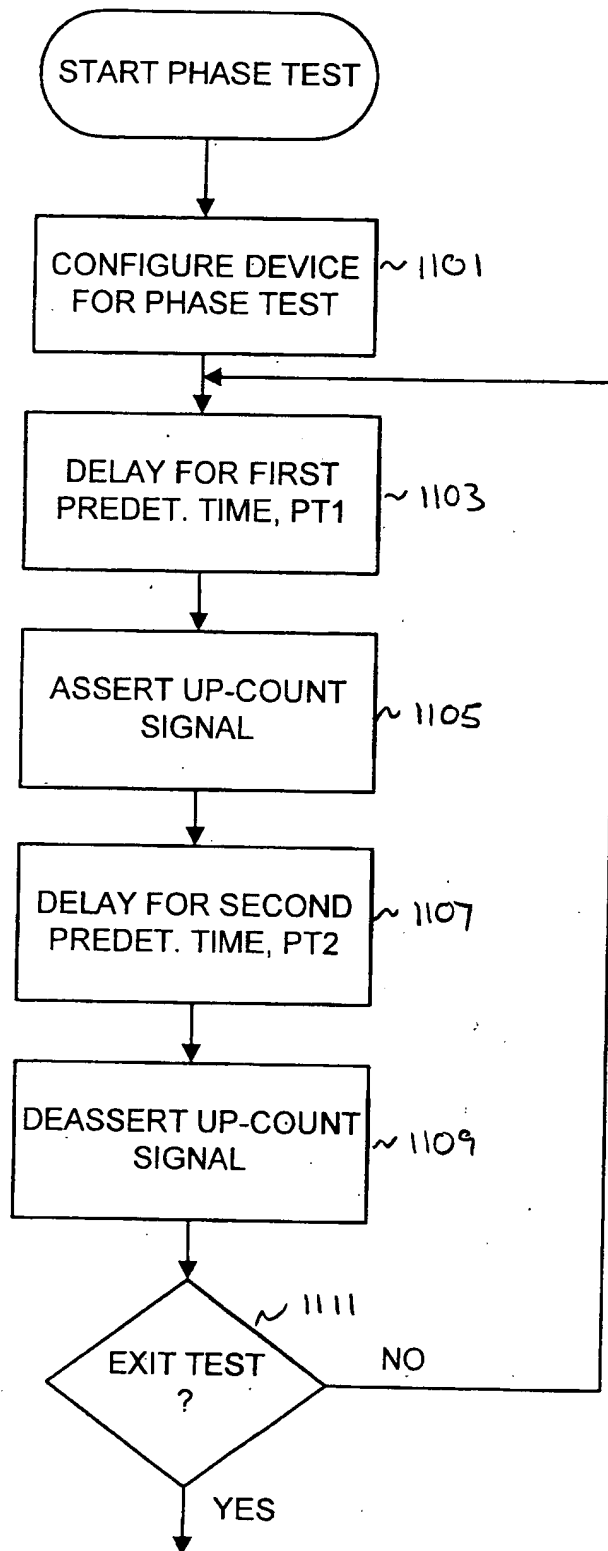 START PHASE TEST
CONFIGURE DEVICE
FOR PHASE TEST
~ 1101
DELAY FOR FIRST
PREDET. TIME, PT1
~ 1103
ASSERT UP-COUNT
SIGNAL
~ 1105
DELAY FOR SECOND
PREDET. TIME, PT2
~ 1107
DEASSERT UP-COUNT
SIGNAL
~ 1109
~ 1111
EXIT TEST
?
NO
YES